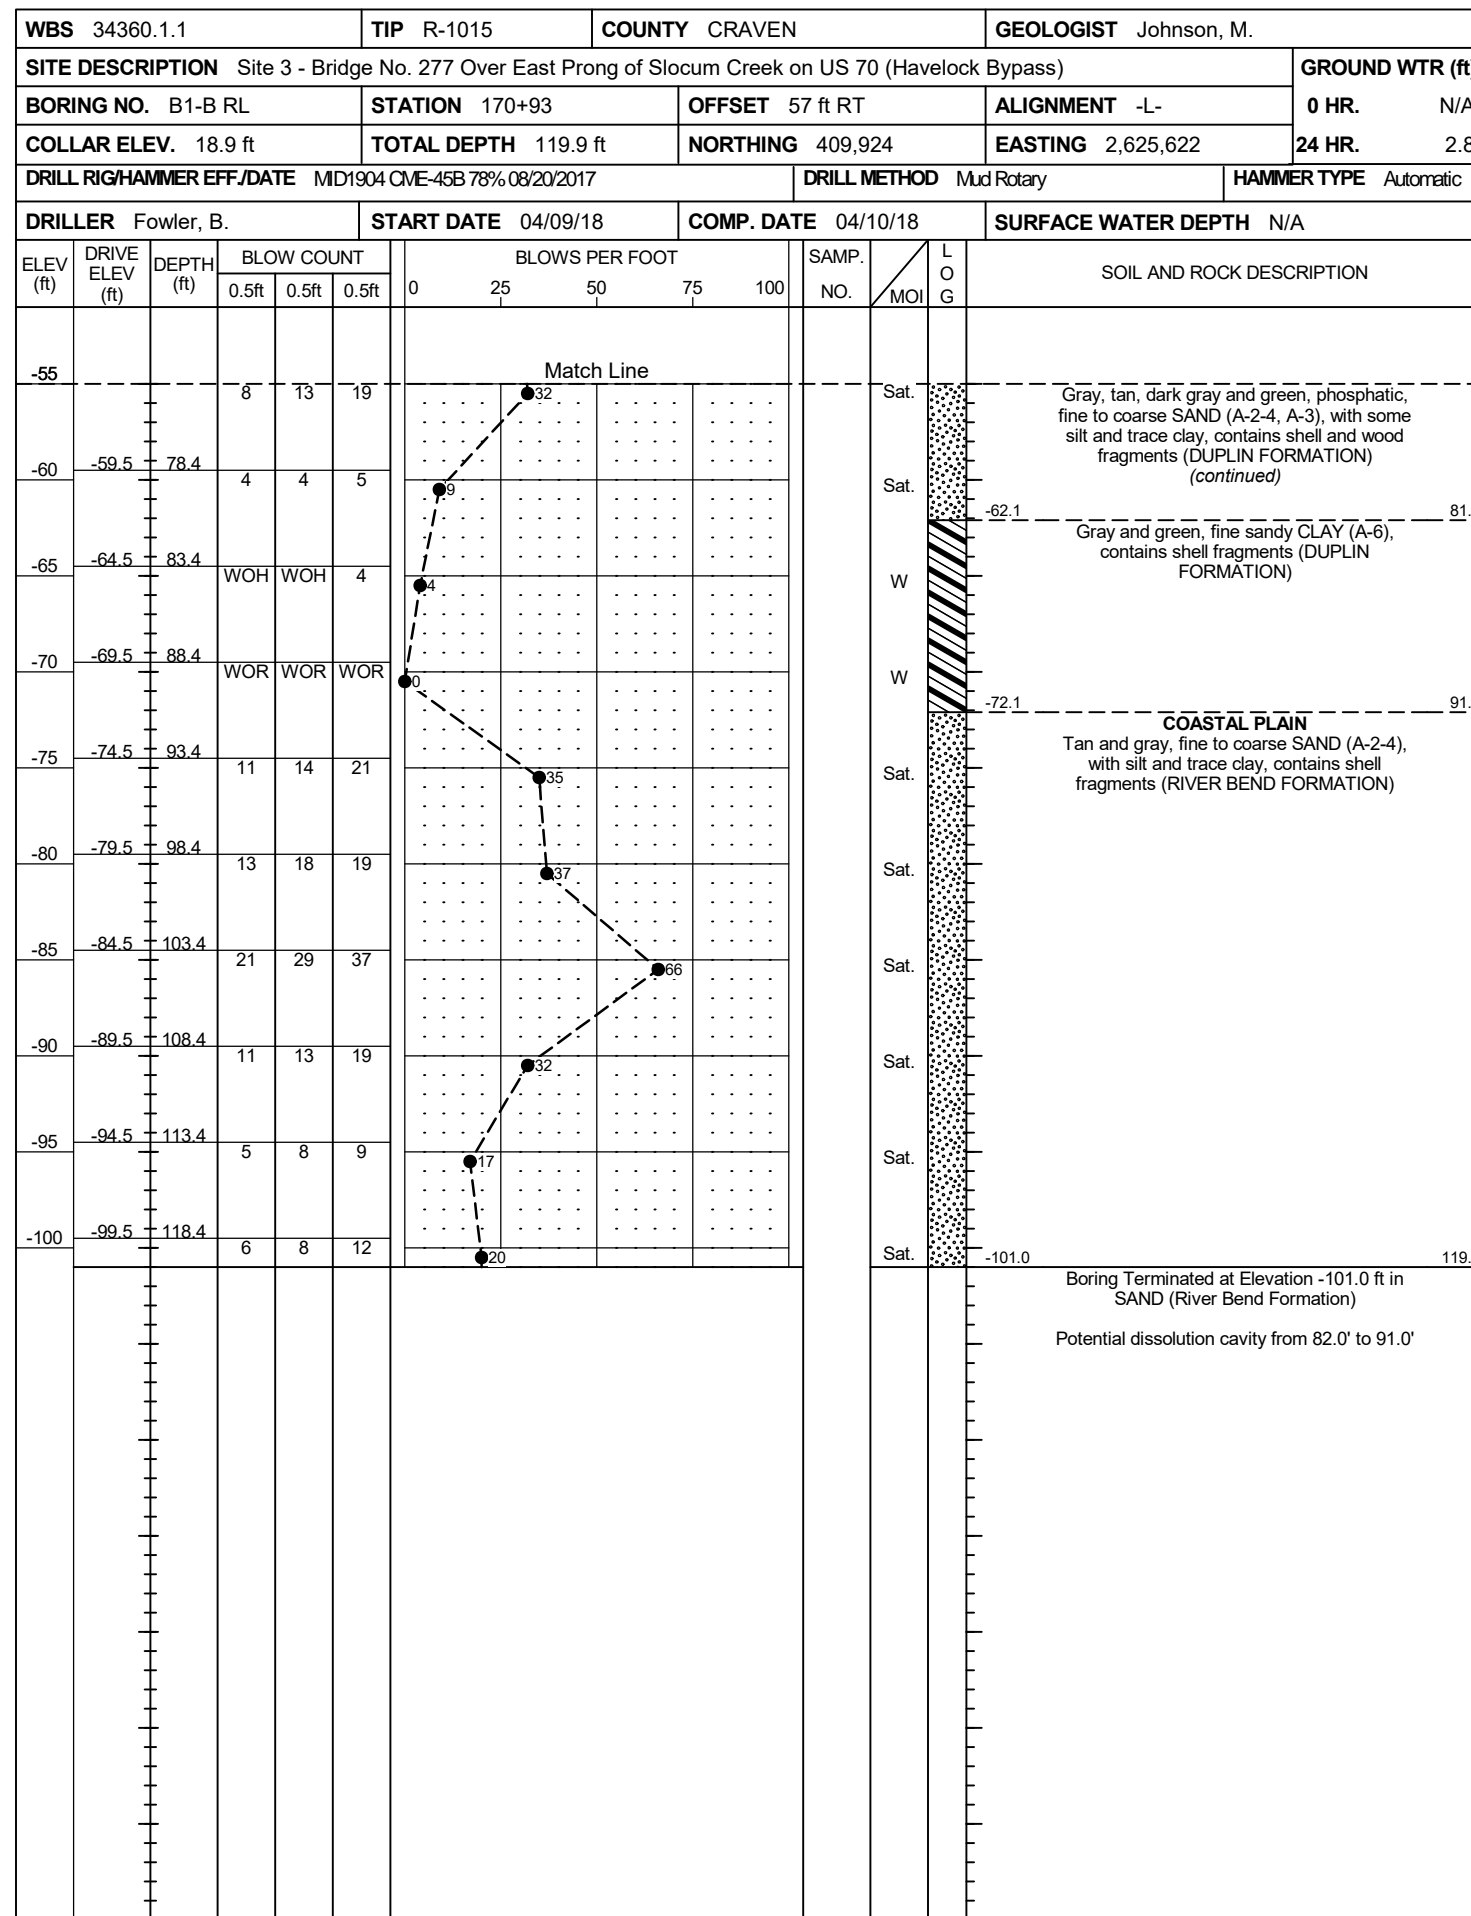 WBS 34360.1.1 TIP R-1015 COUNTY CRAVEN GEOLOGIST Johnson, M.
SITE DESCRIPTION Site 3 - Bridge No. 277 Over East Prong of Slocum Creek on US 70 (Havelock Bypass) GROUND WTR (ft
BORING NO. B1-B RL STATION 170+93 OFFSET 57 ft RT ALIGNMENT -L- 0 HR. N/A
COLLAR ELEV. 18.9 ft TOTAL DEPTH 119.9 ft NORTHING 409,924 EASTING 2,625,622 24 HR. 2.8
DRILL RIG/HAMMER EFF./DATE MID1904 CME-45B 78% 08/20/2017 DRILL METHOD Mud Rotary HAMMER TYPE Automatic
DRILLER Fowler, B. START DATE 04/09/18 COMP. DATE 04/10/18 SURFACE WATER DEPTH N/A
ELEV (ft) DRIVE ELEV (ft) DEPTH (ft) BLOW COUNT BLOWS PER FOOT SAMP. NO. MOI LOG SOIL AND ROCK DESCRIPTION
0.5ft 0.5ft 0.5ft 0 25 50 75 100
Match Line
-55
8 13 19 32 Sat. Gray, tan, dark gray and green, phosphatic,
fine to coarse SAND (A-2-4, A-3), with some
silt and trace clay, contains shell and wood
fragments (DUPLIN FORMATION)
(continued)
-60 -59.5 78.4
4 4 5 9 Sat.
-62.1 81.
Gray and green, fine sandy CLAY (A-6),
contains shell fragments (DUPLIN
FORMATION)
-65 -64.5 83.4
WOH WOH 4 4 W
-70 -69.5 88.4
WOR WOR WOR 0 W
-72.1 91.
COASTAL PLAIN
Tan and gray, fine to coarse SAND (A-2-4),
with silt and trace clay, contains shell
fragments (RIVER BEND FORMATION)
-75 -74.5 93.4
11 14 21 35 Sat.
-80 -79.5 98.4
13 18 19 37 Sat.
-85 -84.5 103.4
21 29 37 66 Sat.
-90 -89.5 108.4
11 13 19 32 Sat.
-95 -94.5 113.4
5 8 9 17 Sat.
-100 -99.5 118.4
6 8 12 20 Sat.
-101.0 119.
Boring Terminated at Elevation -101.0 ft in
SAND (River Bend Formation)
Potential dissolution cavity from 82.0' to 91.0'